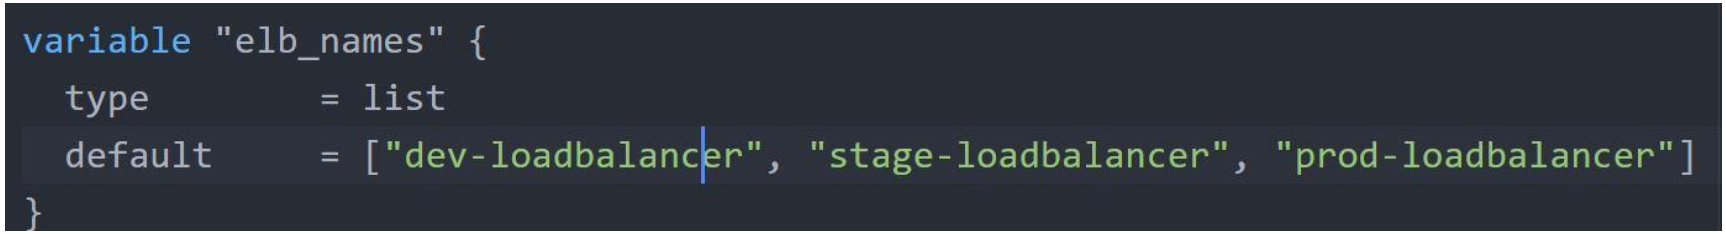 variable "elb_names" {
  type        = list
  default     = ["dev-loadbalancer", "stage-loadbalancer", "prod-loadbalancer"]
}